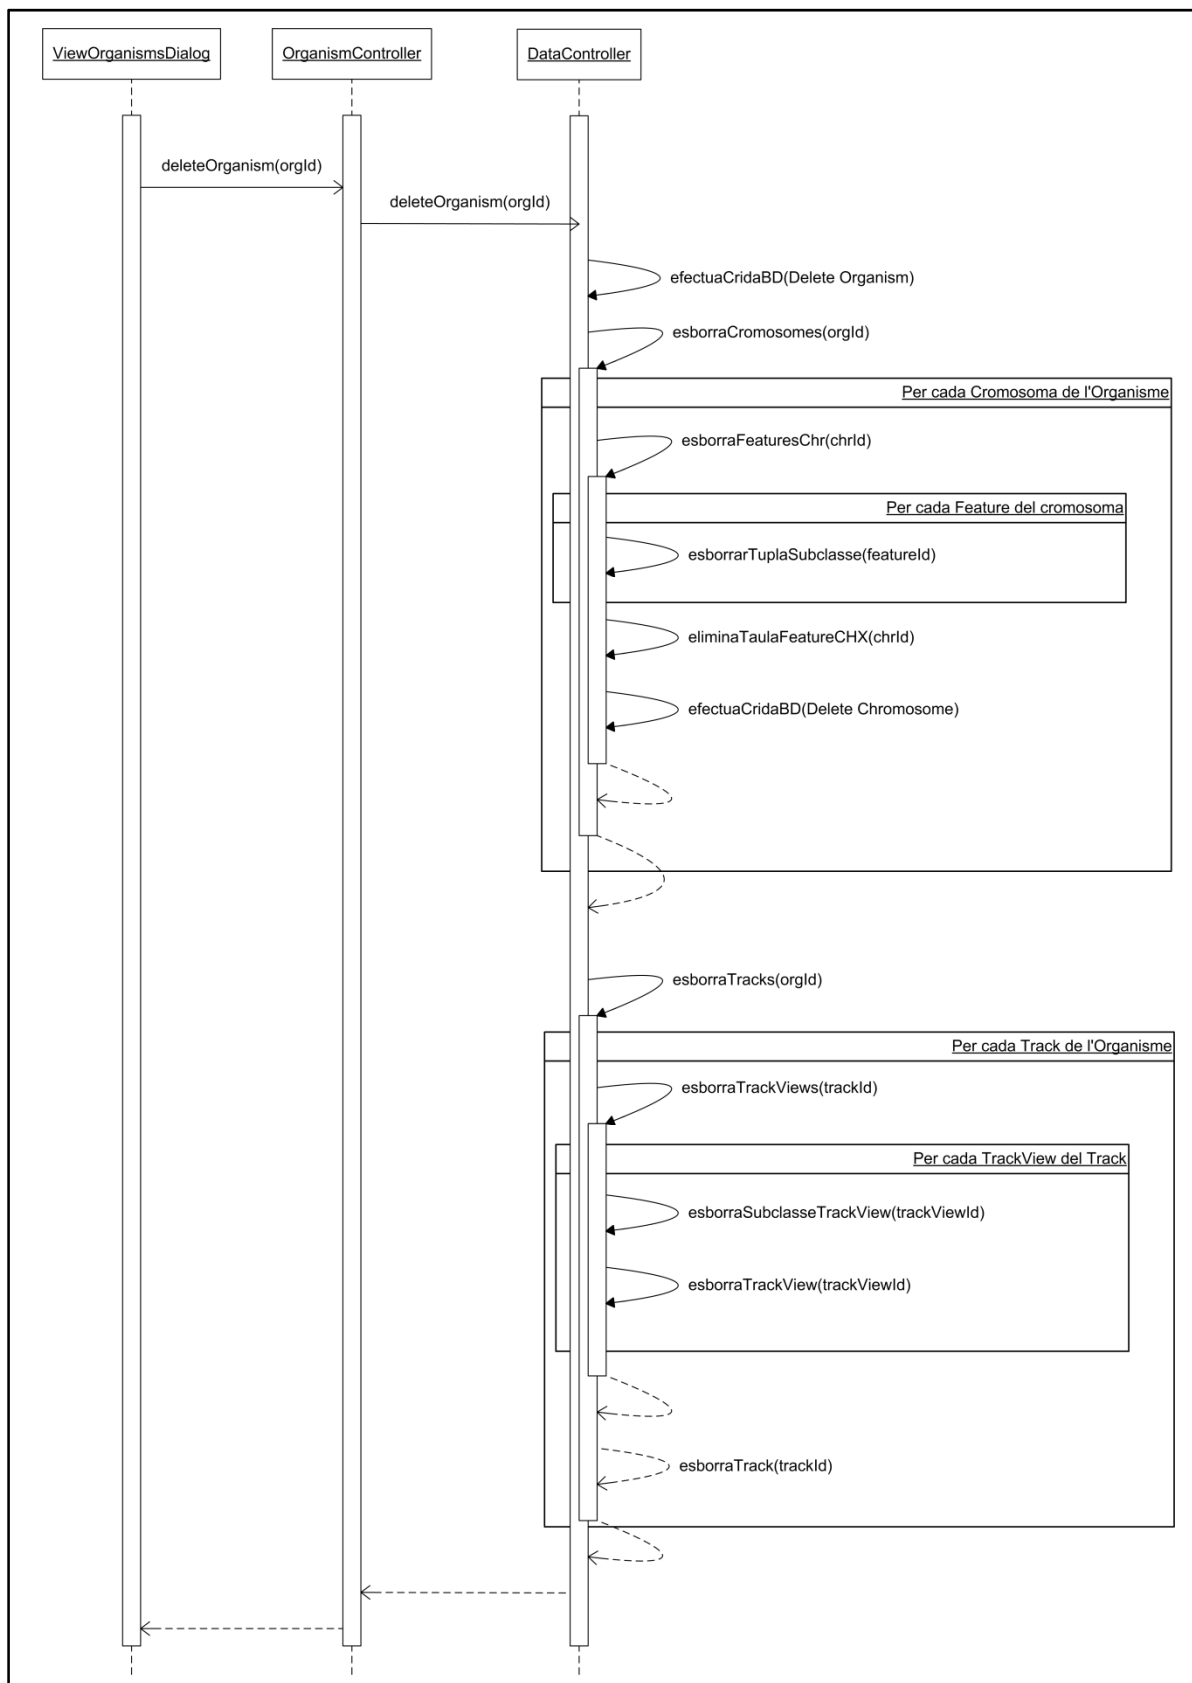 ViewOrganismsDialog
OrganismController
DataController
deleteOrganism(orgId)
deleteOrganism(orgId)
efectuaCridaBD(Delete Organism)
esborraCromosomes(orgId)
Per cada Cromosoma de l'Organisme
esborraFeaturesChr(chrId)
Per cada Feature del cromosoma
esborrarTuplaSubclasse(featureId)
eliminaTaulaFeatureCHX(chrId)
efectuaCridaBD(Delete Chromosome)
esborraTracks(orgId)
Per cada Track de l'Organisme
esborraTrackViews(trackId)
Per cada TrackView del Track
esborraSubclasseTrackView(trackViewId)
esborraTrackView(trackViewId)
esborraTrack(trackId)